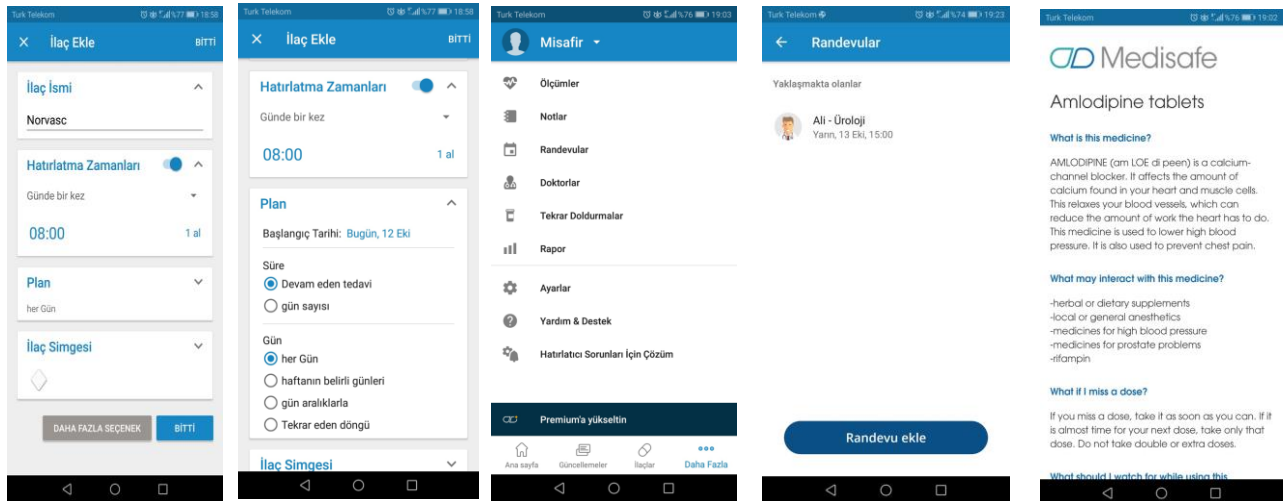 Turk Telekom %77 18:58
İlaç Ekle BİTTİ
İlaç İsmi
Norvasc
Hatırlatma Zamanları
Günde bir kez
08:00 1 al
Plan
her Gün
İlaç Simgesi
DAHA FAZLA SEÇENEK BİTTİ
Turk Telekom %77 18:58
İlaç Ekle BİTTİ
Hatırlatma Zamanları
Günde bir kez
08:00 1 al
Plan
Başlangıç Tarihi: Bugün, 12 Eki
Süre
Devam eden tedavi
gün sayısı
Gün
her Gün
haftanın belirli günleri
gün aralıklarla
Tekrar eden döngü
İlaç Simgesi
Turk Telekom %76 19:03
Misafir
Ölçümler
Notlar
Randevular
Doktorlar
Tekrar Doldurmalar
Rapor
Ayarlar
Yardım & Destek
Hatırlatıcı Sorunları İçin Çözüm
Premium'a yükseltin
Ana sayfa Güncellemeler İlaçlar Daha Fazla
Turk Telekom %74 19:23
Randevular
Yaklaşmakta olanlar
Ali - Üroloji
Yarın, 13 Eki, 15:00
Randevu ekle
Turk Telekom %76 19:02
Medisafe
Amlodipine tablets
What is this medicine?
AMLODIPINE (am LOE di peen) is a calcium-
channel blocker. It affects the amount of
calcium found in your heart and muscle cells.
This relaxes your blood vessels, which can
reduce the amount of work the heart has to do.
This medicine is used to lower high blood
pressure. It is also used to prevent chest pain.
What may interact with this medicine?
-herbal or dietary supplements
-local or general anesthetics
-medicines for high blood pressure
-medicines for prostate problems
-rifampin
What if I miss a dose?
If you miss a dose, take it as soon as you can. If it
is almost time for your next dose, take only that
dose. Do not take double or extra doses.
What should I watch for while using this